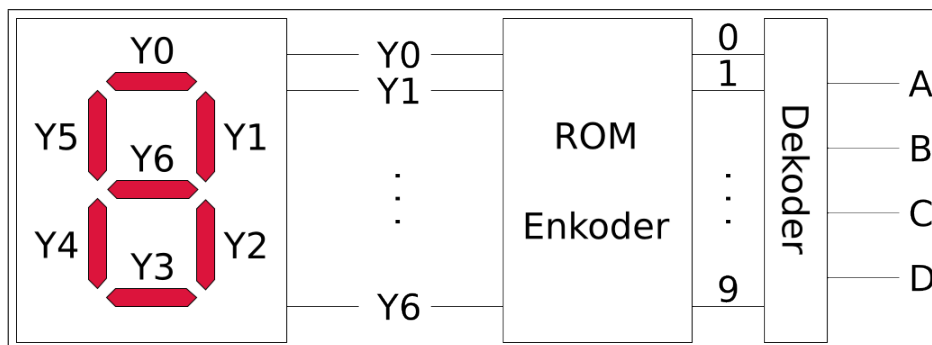 Y0
Y5
Y1
Y6
Y4
Y2
Y3
Y0
Y1
Y6
ROM
Enkoder
0
1
9
Dekoder
A
B
C
D